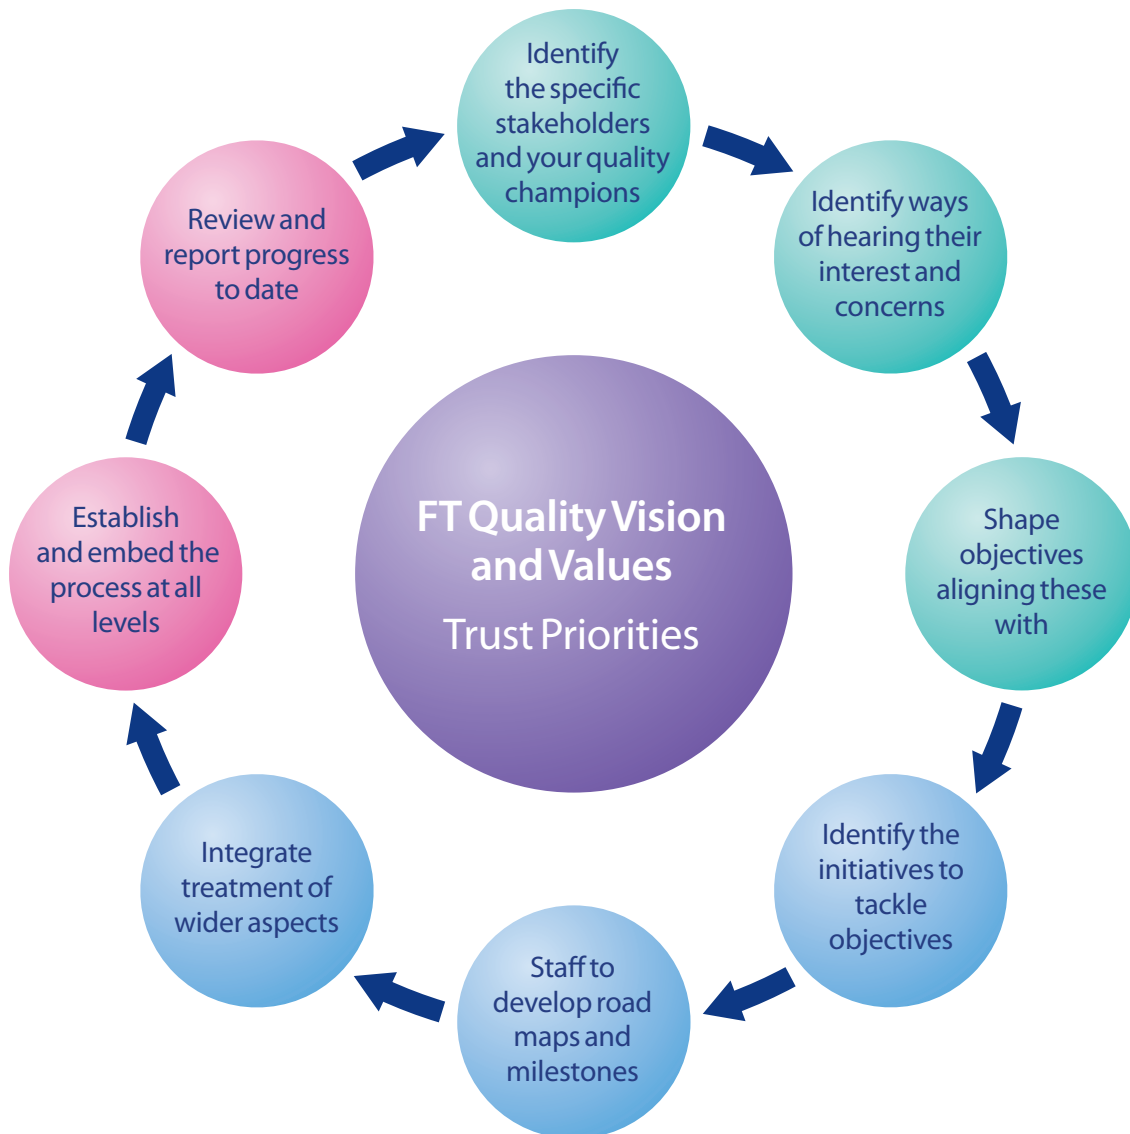 Identify
the specific
stakeholders
and your quality
champions
Identify ways
of hearing their
interest and
concerns
Shape
objectives
aligning these
with
Identify the
initiatives to
tackle
objectives
Staff to
develop road
maps and
milestones
Integrate
treatment of
wider aspects
Establish
and embed the
process at all
levels
Review and
report progress
to date
FT Quality Vision
and Values
Trust Priorities